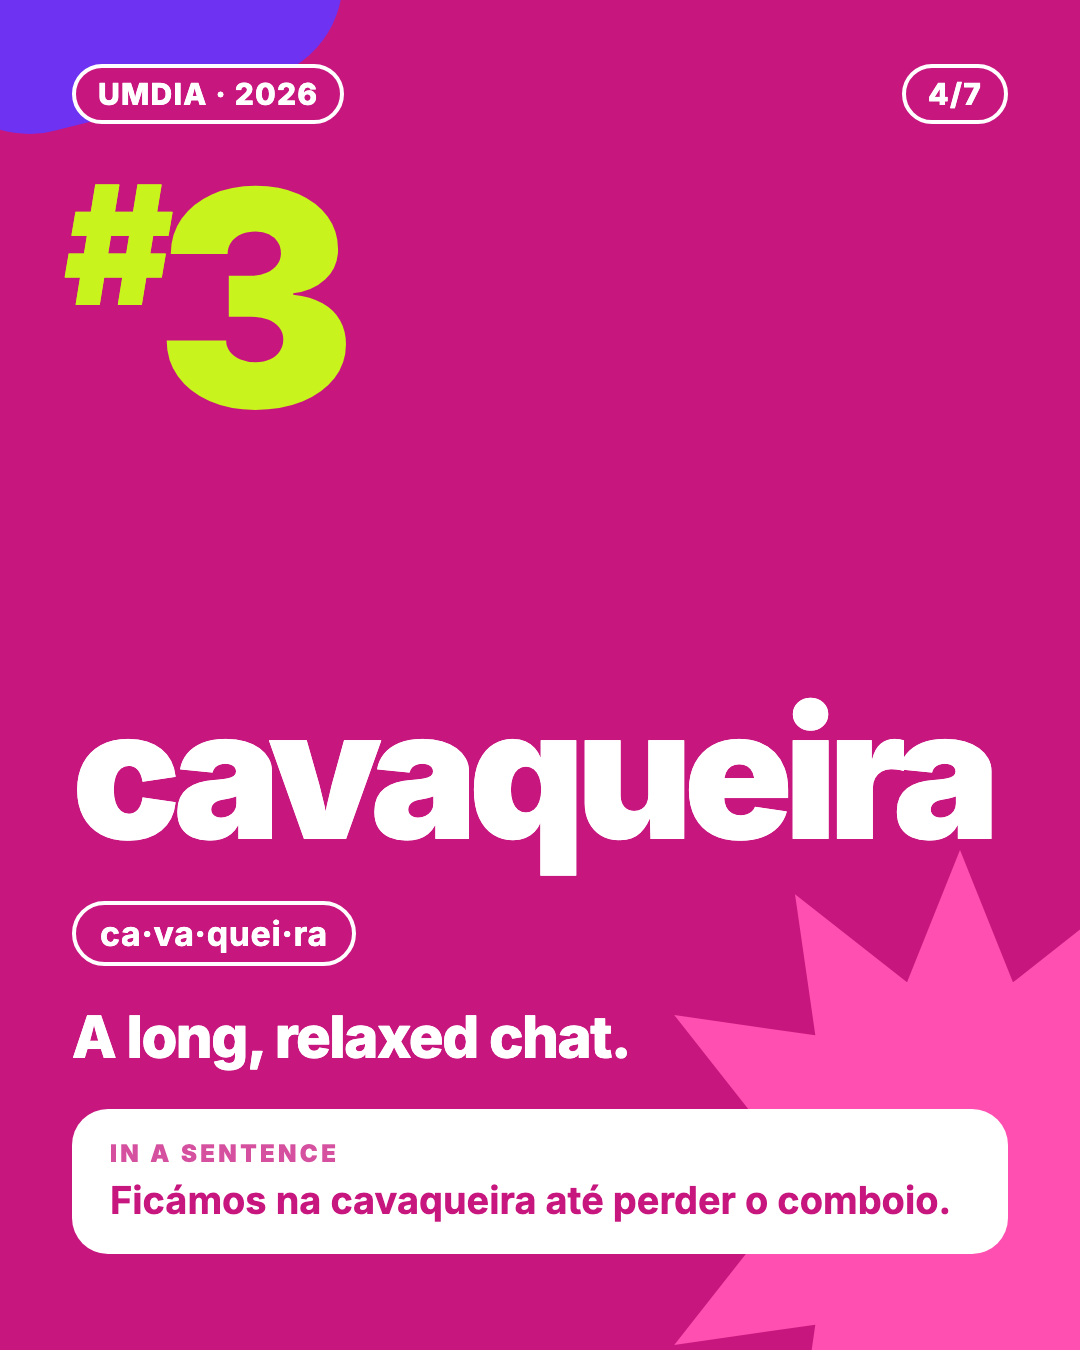 UMDIA · 2026
4/7
#3
cavaqueira
ca·va·quei·ra
A long, relaxed chat.
IN A SENTENCE
Ficámos na cavaqueira até perder o comboio.